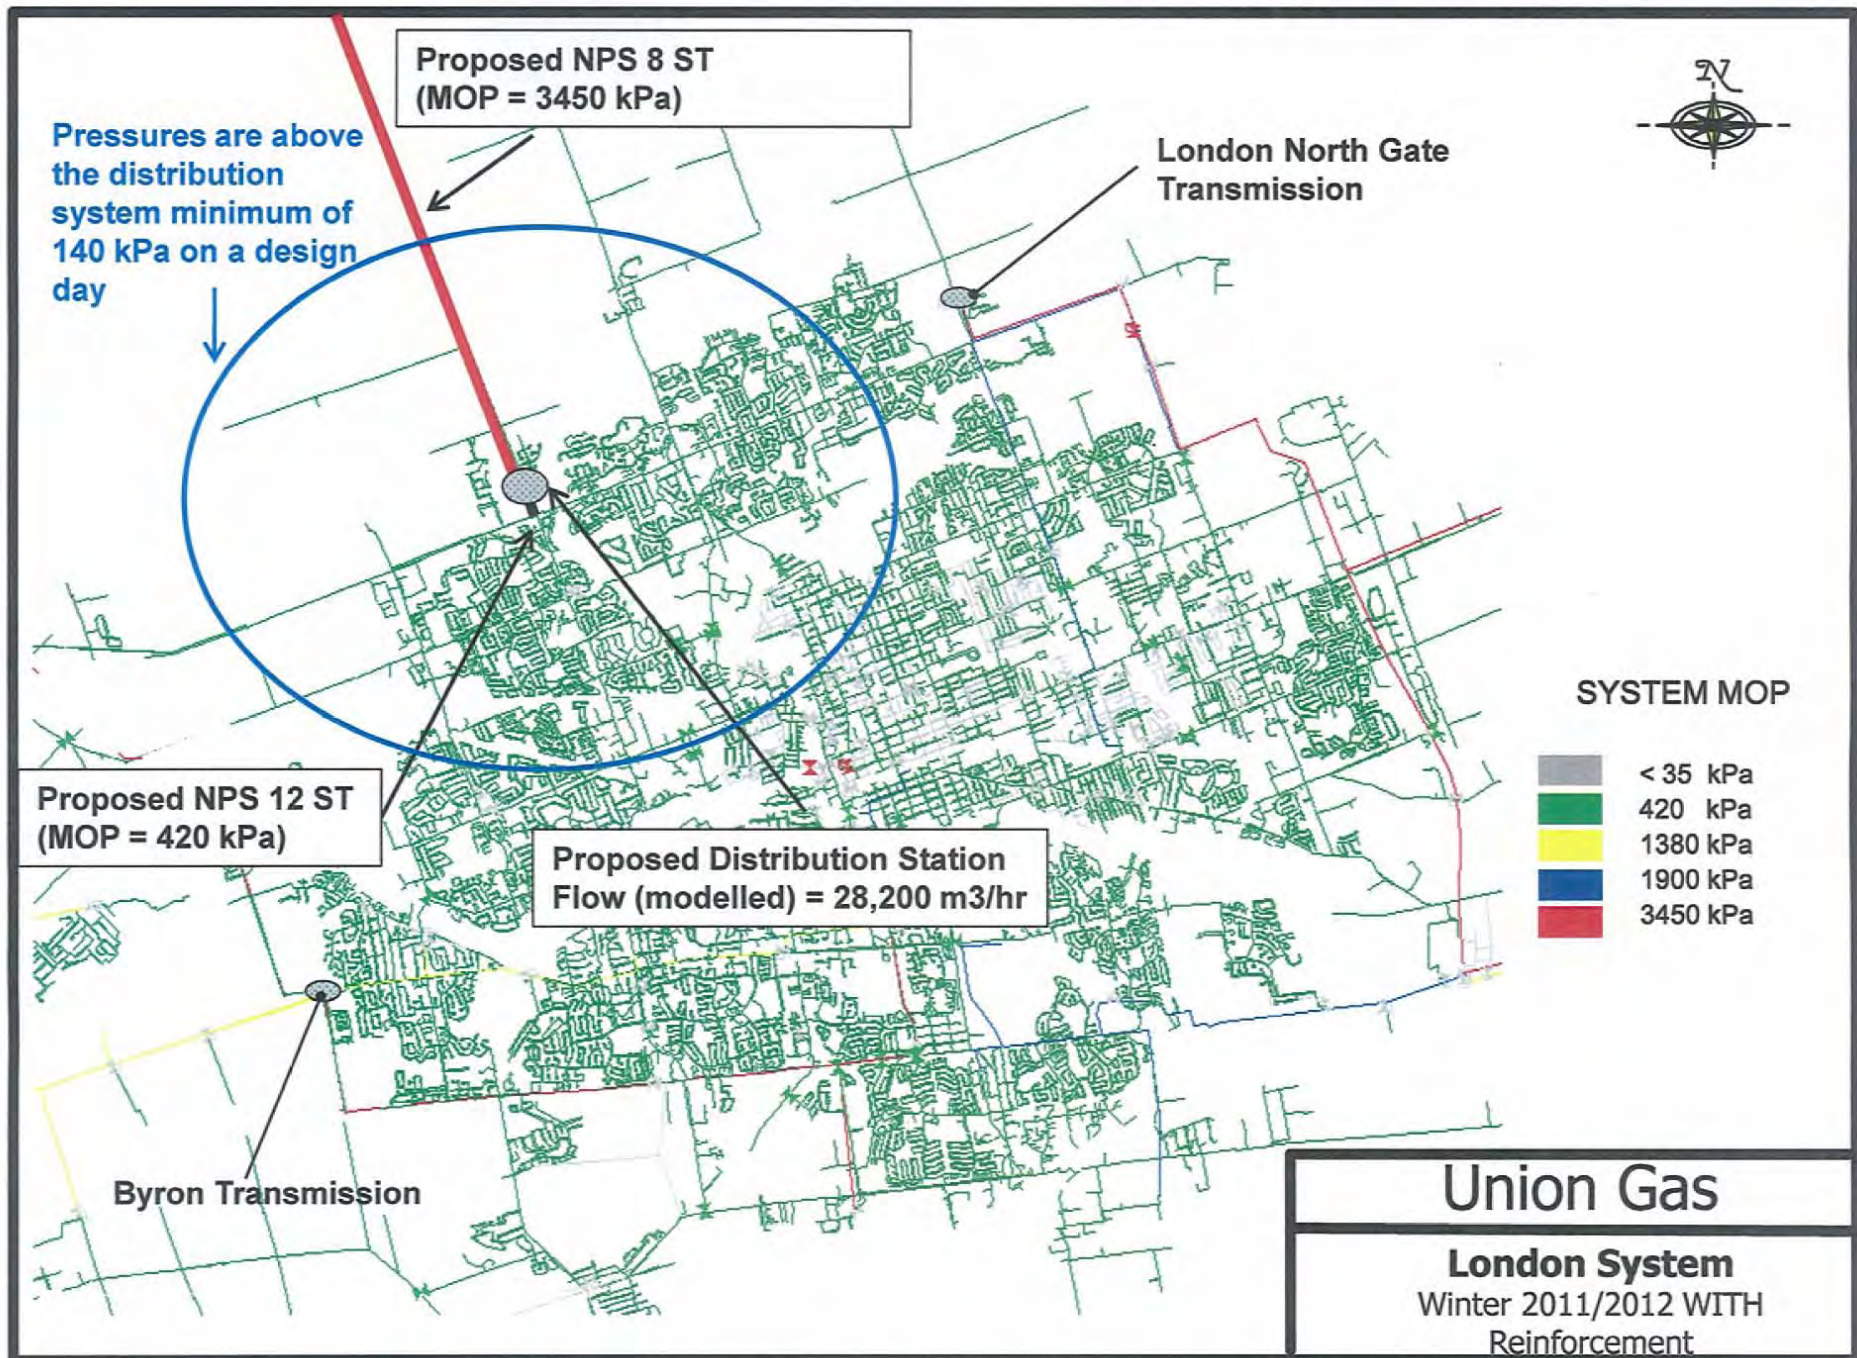 Proposed NPS 8 ST
(MOP = 3450 kPa)
N
Pressures are above
the distribution
system minimum of
140 kPa on a design
day
London North Gate
Transmission
SYSTEM MOP
< 35 kPa
420 kPa
1380 kPa
1900 kPa
3450 kPa
Proposed NPS 12 ST
(MOP = 420 kPa)
Proposed Distribution Station
Flow (modelled) = 28,200 m3/hr
Byron Transmission
Union Gas
London System
Winter 2011/2012 WITH
Reinforcement